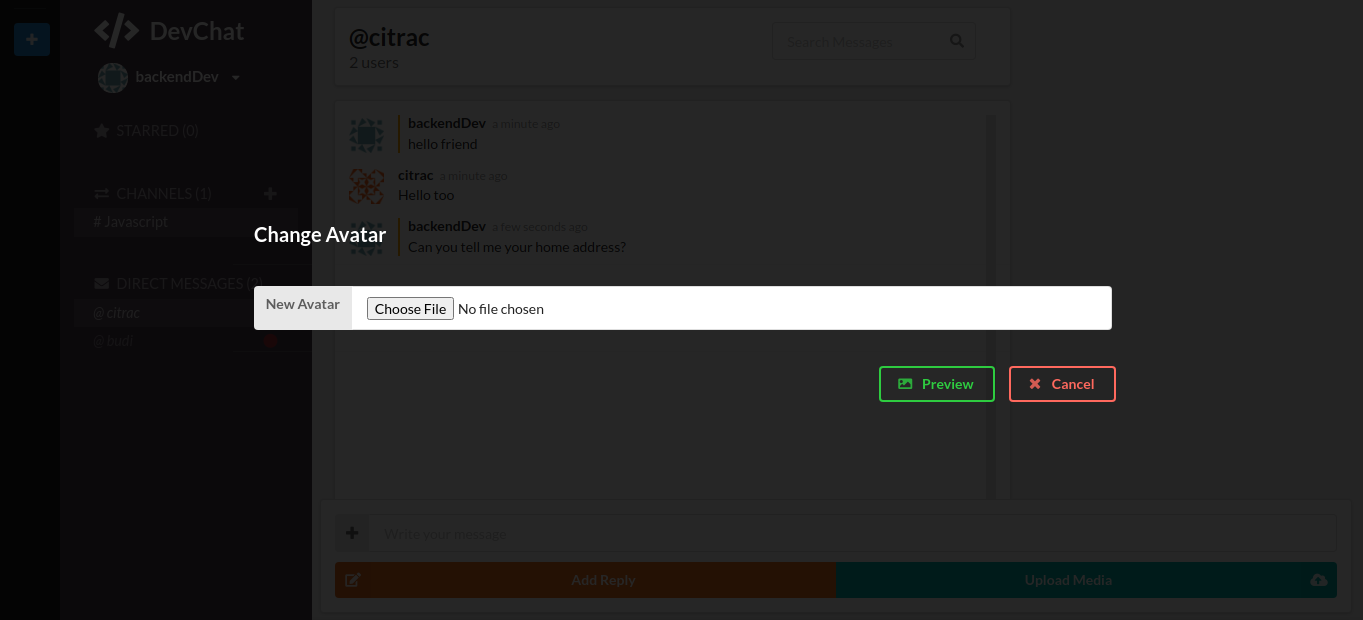 DevChat
backendDev
STARRED (0)
CHANNELS (1)
# Javascript
DIRECT MESSAGES (2)
@ citrac
@ budi
@citrac
2 users
Search Messages
backendDev a minute ago
hello friend
citrac a minute ago
Hello too
backendDev a few seconds ago
Can you tell me your home address?
Change Avatar
New Avatar Choose File No file chosen
Preview Cancel
Write your message
Add Reply Upload Media